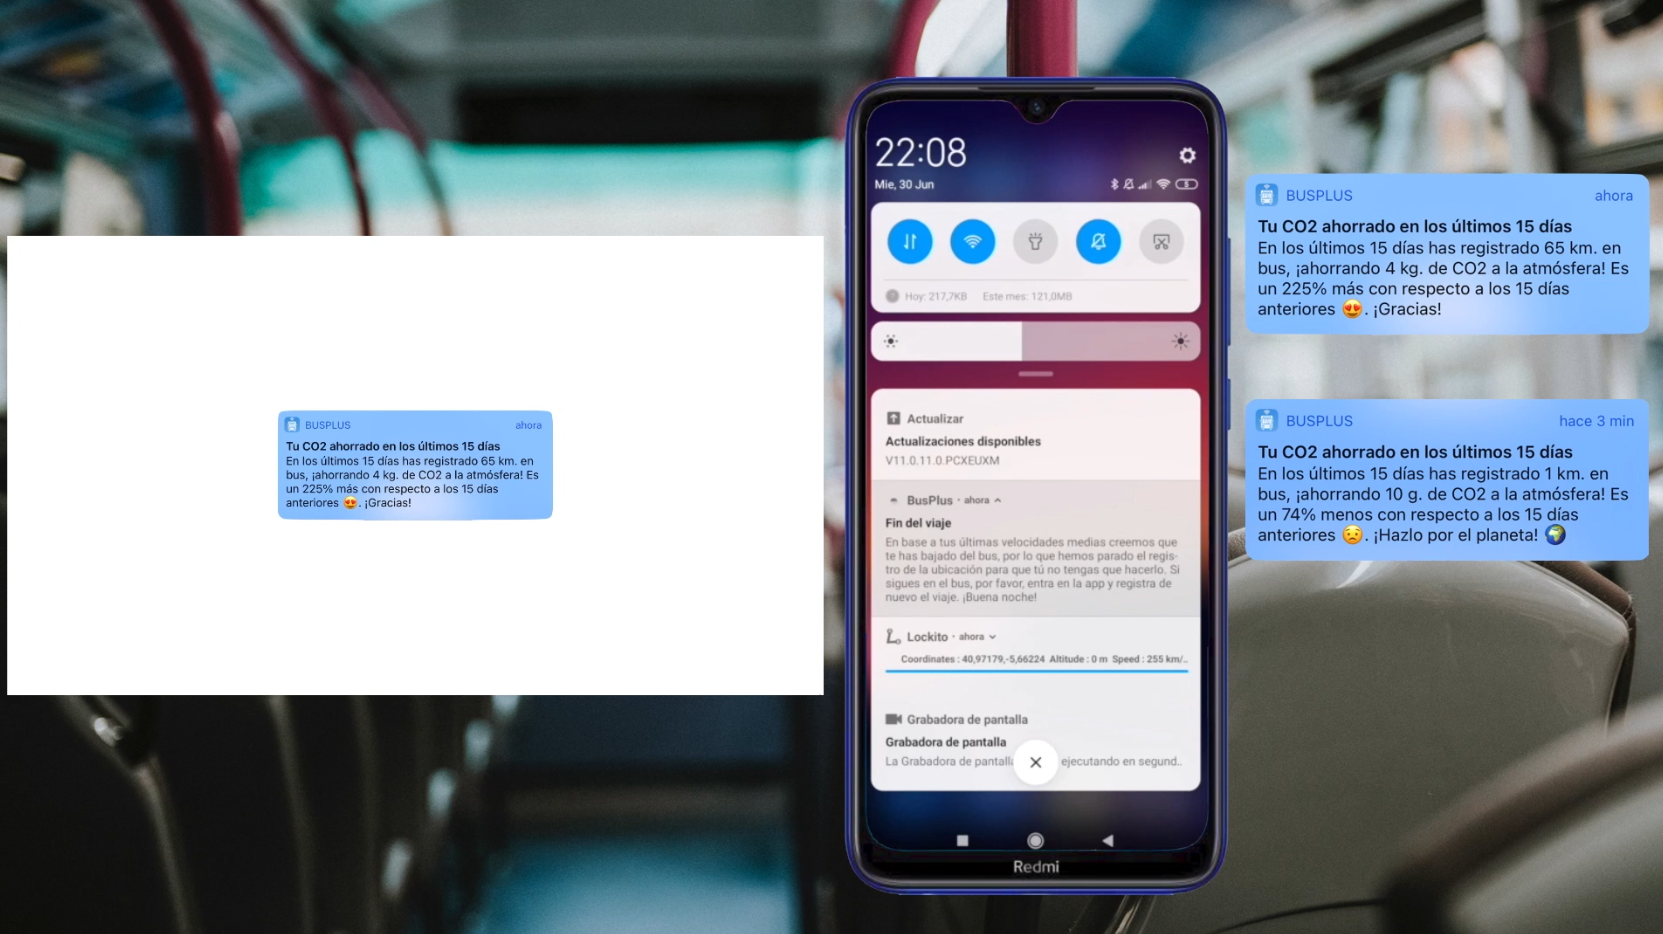 BUSPLUS
ahora
Tu CO2 ahorrado en los últimos 15 días
En los últimos 15 días has registrado 65 km. en
bus, ¡ahorrando 4 kg. de CO2 a la atmósfera! Es
un 225% más con respecto a los 15 días
anteriores 😍. ¡Gracias!
22:08
Mie, 30 Jun
Hoy: 217,7KB Este mes: 121,0MB
Actualizar
Actualizaciones disponibles
V11.0.11.0.PCXEUXM
BusPlus · ahora
Fin del viaje
En base a tus últimas velocidades medias creemos que
te has bajado del bus, por lo que hemos parado el regis-
tro de la ubicación para que tú no tengas que hacerlo. Si
sigues en el bus, por favor, entra en la app y registra de
nuevo el viaje. ¡Buena noche!
Lockito · ahora
Coordinates : 40,97179,-5,66224 Altitude : 0 m Speed : 255 km/..
Grabadora de pantalla
Grabadora de pantalla
La Grabadora de pantalla ejecutando en segund..
Redmi
BUSPLUS
ahora
Tu CO2 ahorrado en los últimos 15 días
En los últimos 15 días has registrado 65 km. en
bus, ¡ahorrando 4 kg. de CO2 a la atmósfera! Es
un 225% más con respecto a los 15 días
anteriores 😍. ¡Gracias!
BUSPLUS
hace 3 min
Tu CO2 ahorrado en los últimos 15 días
En los últimos 15 días has registrado 1 km. en
bus, ¡ahorrando 10 g. de CO2 a la atmósfera! Es
un 74% menos con respecto a los 15 días
anteriores 😟. ¡Hazlo por el planeta! 🌍